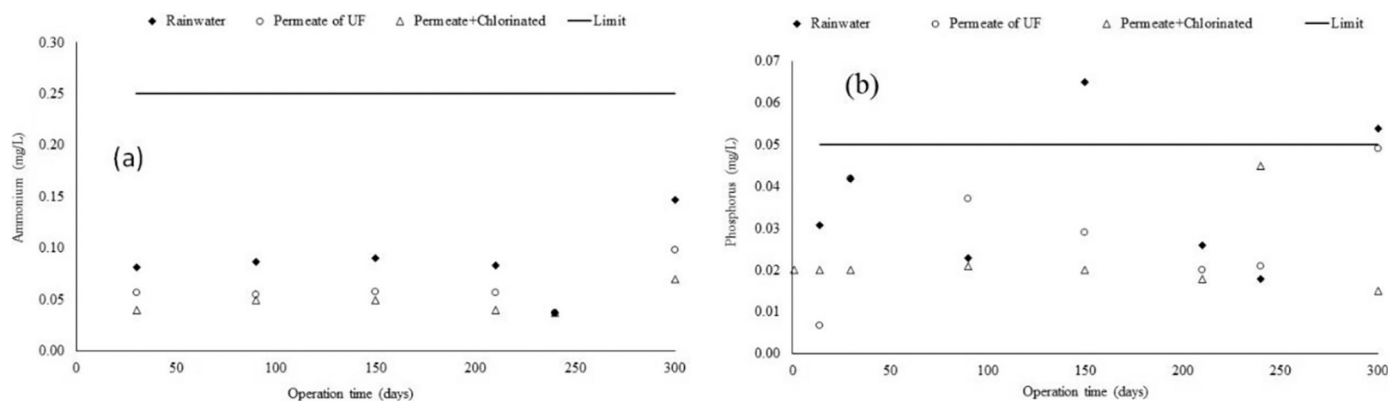 Rainwater Permeate of UF Permeate+Chlorinated Limit
0.30
0.25
0.20
0.15
0.10
0.05
0.00
Ammonium (mg/L)
(a)
0 50 100 150 200 250 300
Operation time (days)
Rainwater Permeate of UF Permeate+Chlorinated Limit
0.07
0.06
0.05
0.04
0.03
0.02
0.01
0.00
Phosphorus (mg/L)
(b)
0 50 100 150 200 250 300
Operation time (days)